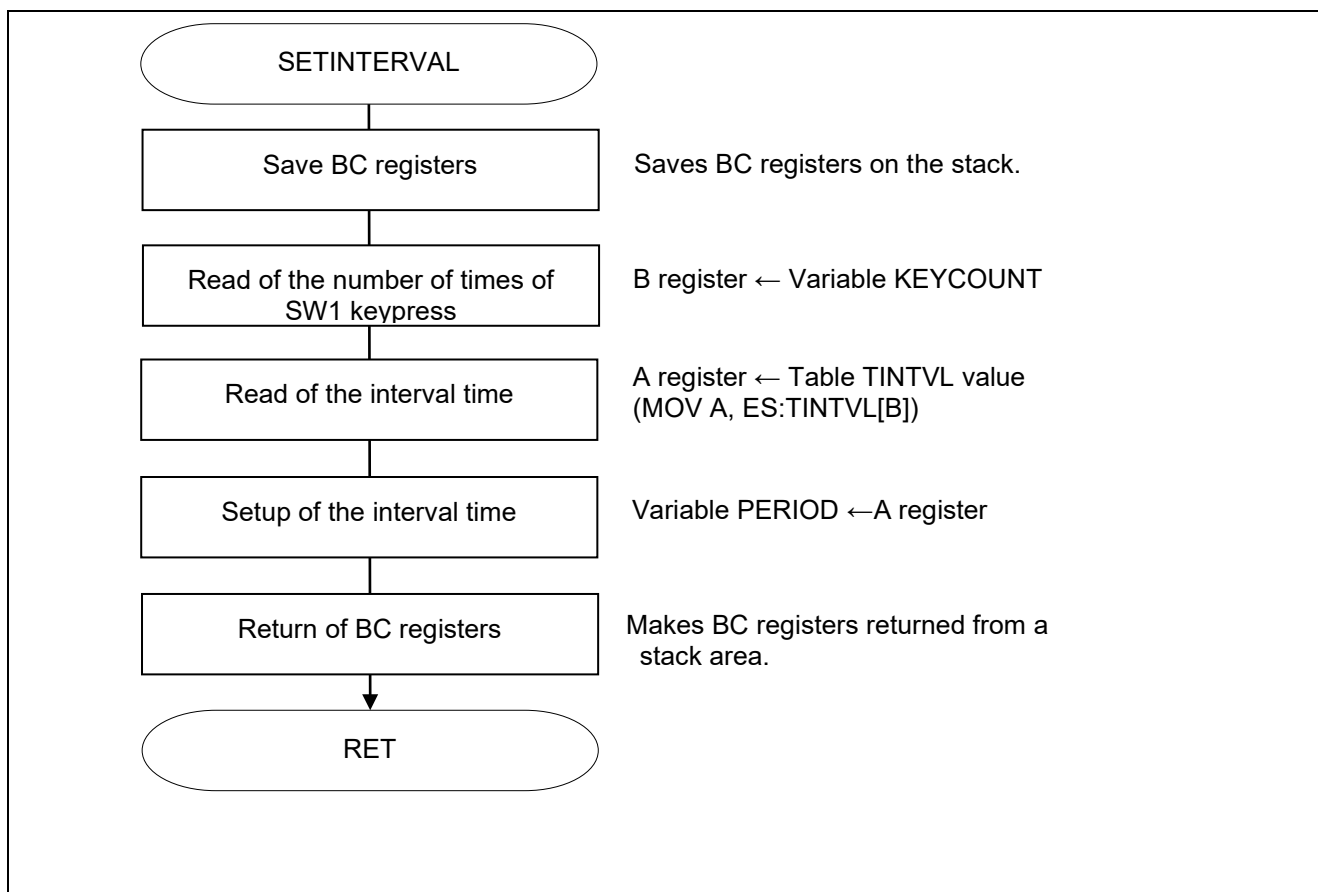 SETINTERVAL
Save BC registers
Saves BC registers on the stack.
Read of the number of times of
SW1 keypress
B register ← Variable KEYCOUNT
Read of the interval time
A register ← Table TINTVL value
(MOV A, ES:TINTVL[B])
Setup of the interval time
Variable PERIOD ←A register
Return of BC registers
Makes BC registers returned from a
stack area.
RET